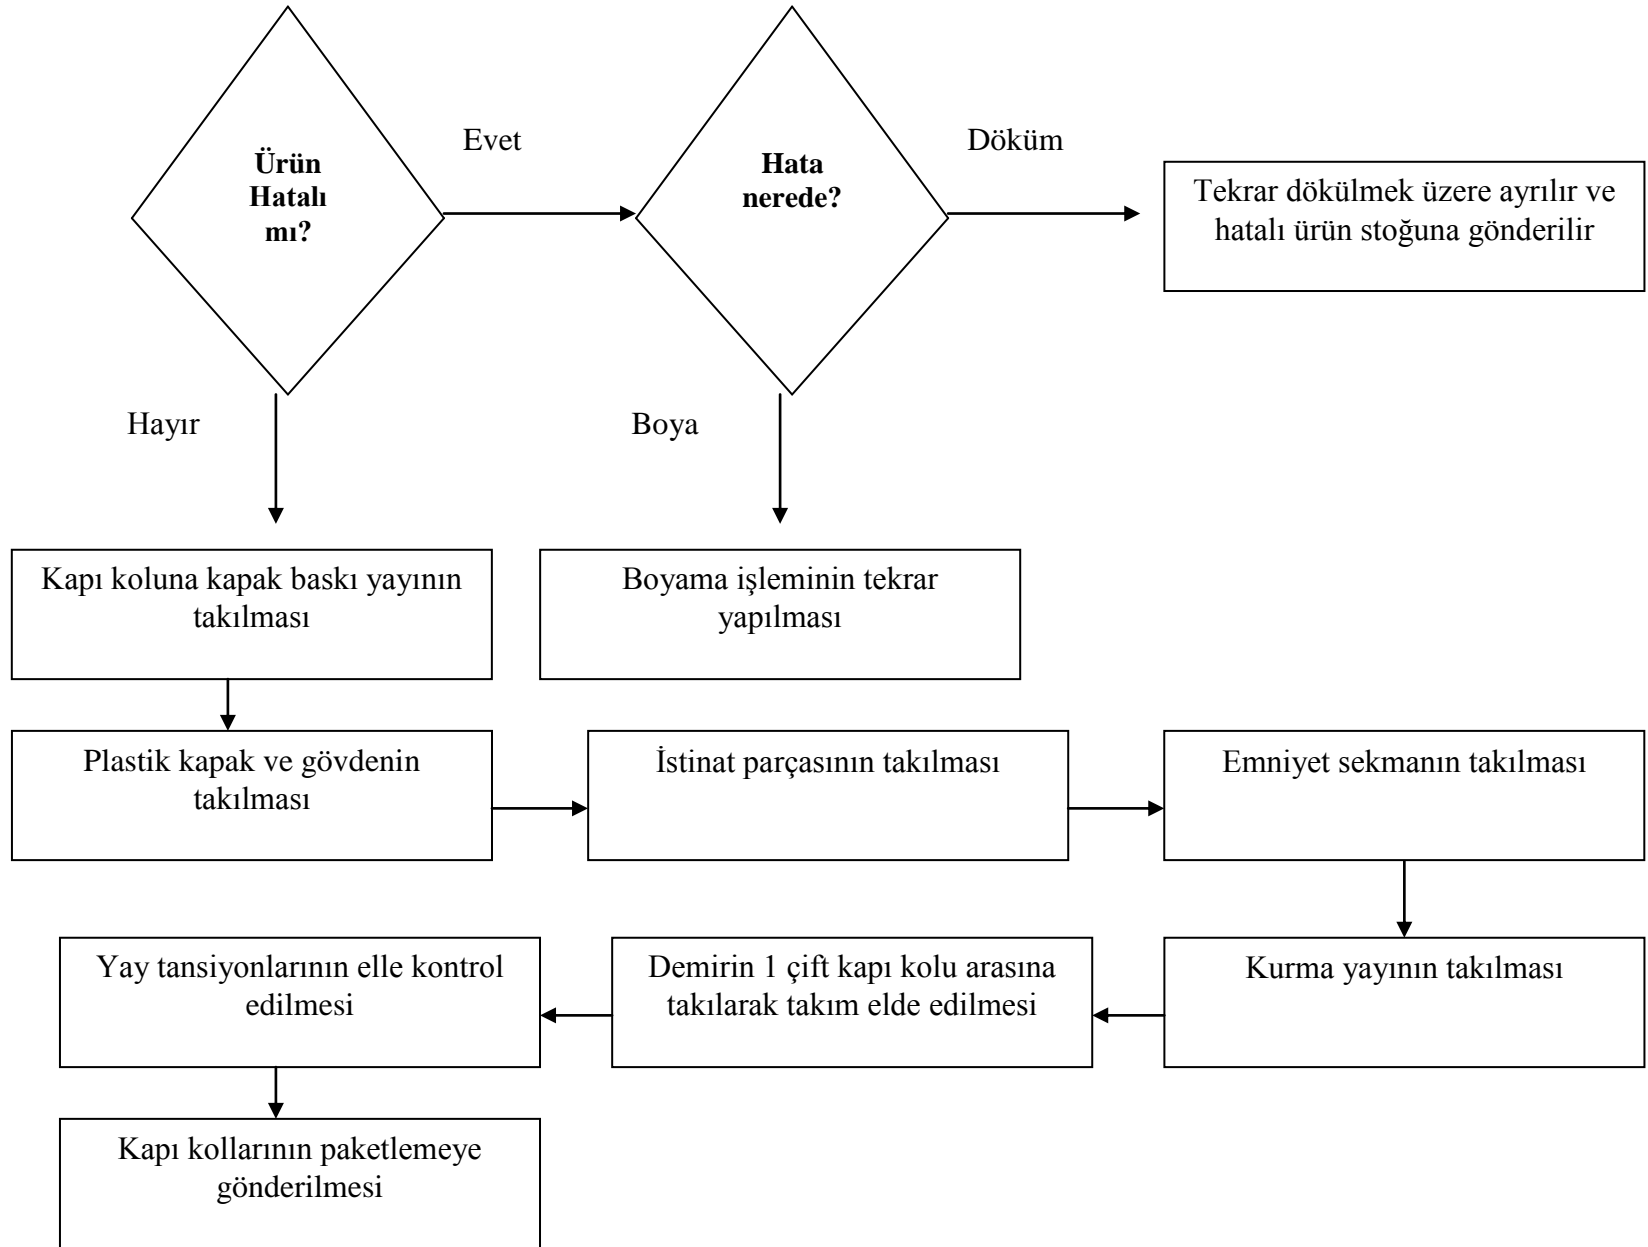 Ürün
Hatalı
mı?
Evet
Hata
nerede?
Döküm
Tekrar dökülmek üzere ayrılır ve
hatalı ürün stoğuna gönderilir
Hayır
Boya
Kapı koluna kapak baskı yayının
takılması
Boyama işleminin tekrar
yapılması
Plastik kapak ve gövdenin
takılması
İstinat parçasının takılması
Emniyet sekmanın takılması
Kurma yayının takılması
Demirin 1 çift kapı kolu arasına
takılarak takım elde edilmesi
Yay tansiyonlarının elle kontrol
edilmesi
Kapı kollarının paketlemeye
gönderilmesi